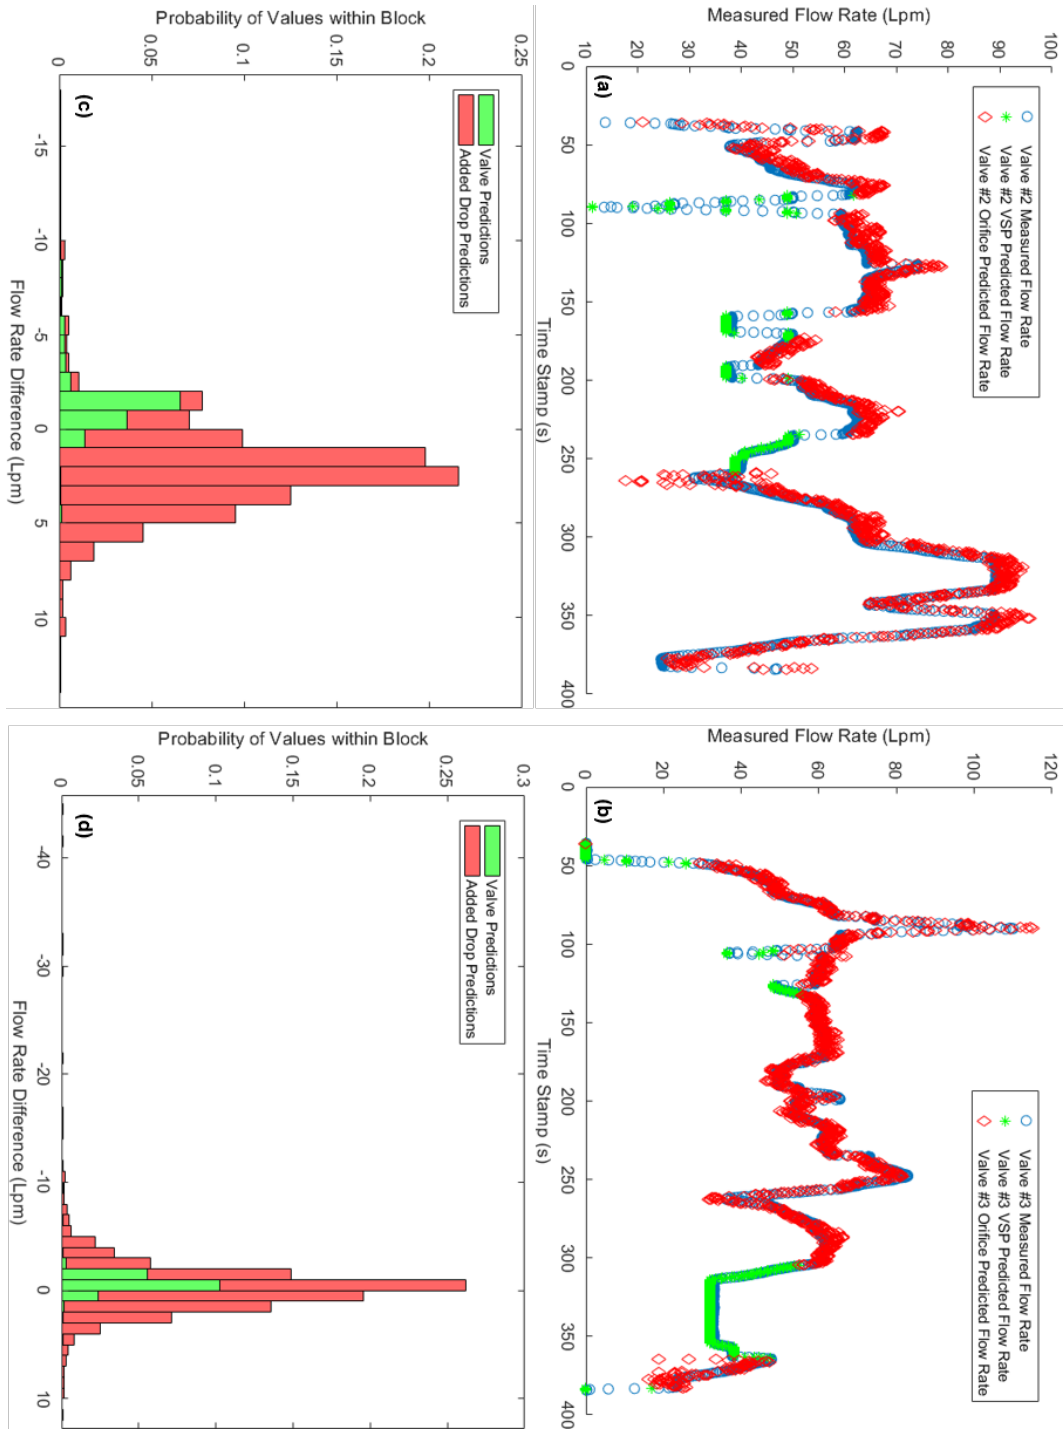 (a)
Measured Flow Rate (Lpm)
100
90
80
70
60
50
40
30
20
10
0
50
100
150
200
250
300
350
400
Time Stamp (s)
Valve #2 Measured Flow Rate
Valve #2 VSP Predicted Flow Rate
Valve #2 Orifice Predicted Flow Rate
(b)
Measured Flow Rate (Lpm)
120
100
80
60
40
20
0
0
50
100
150
200
250
300
350
400
Time Stamp (s)
Valve #3 Measured Flow Rate
Valve #3 VSP Predicted Flow Rate
Valve #3 Orifice Predicted Flow Rate
(c)
Probability of Values within Block
0.25
0.2
0.15
0.1
0.05
0
-15
-10
-5
0
5
10
Flow Rate Difference (Lpm)
Valve Predictions
Added Drop Predictions
(d)
Probability of Values within Block
0.3
0.25
0.2
0.15
0.1
0.05
0
-40
-30
-20
-10
0
10
Flow Rate Difference (Lpm)
Valve Predictions
Added Drop Predictions